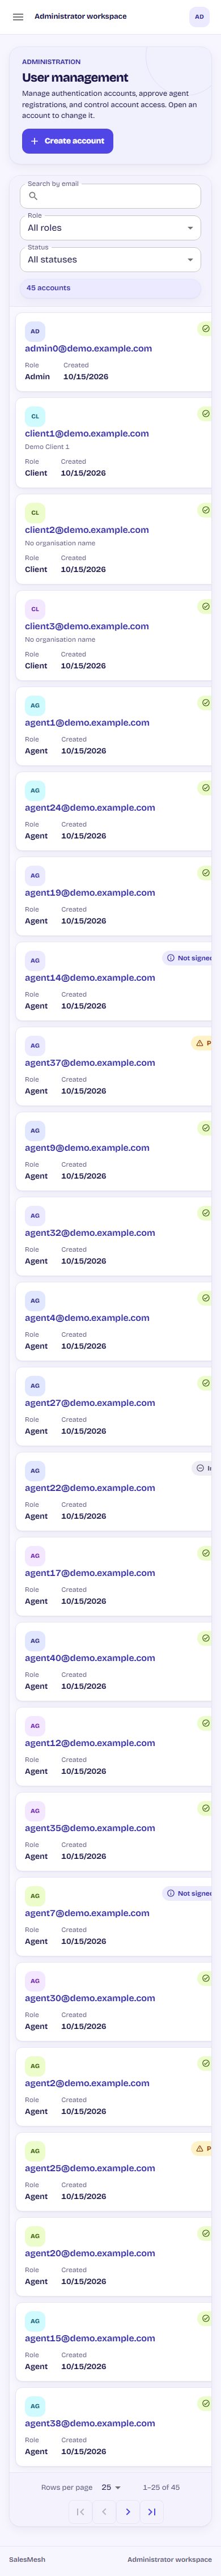 Administrator workspace
AD
ADMINISTRATION
User management
Manage authentication accounts, approve agent
registrations, and control account access. Open an
account to change it.
Create account
Search by email
Role
All roles
Status
All statuses
45 accounts
AD
admin0@demo.example.com
Role Created
Admin 10/15/2026
CL
client1@demo.example.com
Demo Client 1
Role Created
Client 10/15/2026
CL
client2@demo.example.com
No organisation name
Role Created
Client 10/15/2026
CL
client3@demo.example.com
No organisation name
Role Created
Client 10/15/2026
AG
agent1@demo.example.com
Role Created
Agent 10/15/2026
AG
agent24@demo.example.com
Role Created
Agent 10/15/2026
AG
agent19@demo.example.com
Role Created
Agent 10/15/2026
AG Not signed
agent14@demo.example.com
Role Created
Agent 10/15/2026
AG P
agent37@demo.example.com
Role Created
Agent 10/15/2026
AG
agent9@demo.example.com
Role Created
Agent 10/15/2026
AG
agent32@demo.example.com
Role Created
Agent 10/15/2026
AG
agent4@demo.example.com
Role Created
Agent 10/15/2026
AG
agent27@demo.example.com
Role Created
Agent 10/15/2026
AG
agent22@demo.example.com
Role Created
Agent 10/15/2026
AG
agent17@demo.example.com
Role Created
Agent 10/15/2026
AG
agent40@demo.example.com
Role Created
Agent 10/15/2026
AG
agent12@demo.example.com
Role Created
Agent 10/15/2026
AG
agent35@demo.example.com
Role Created
Agent 10/15/2026
AG Not signed
agent7@demo.example.com
Role Created
Agent 10/15/2026
AG
agent30@demo.example.com
Role Created
Agent 10/15/2026
AG
agent2@demo.example.com
Role Created
Agent 10/15/2026
AG P
agent25@demo.example.com
Role Created
Agent 10/15/2026
AG
agent20@demo.example.com
Role Created
Agent 10/15/2026
AG
agent15@demo.example.com
Role Created
Agent 10/15/2026
AG
agent38@demo.example.com
Role Created
Agent 10/15/2026
Rows per page 25 1–25 of 45
SalesMesh Administrator workspace